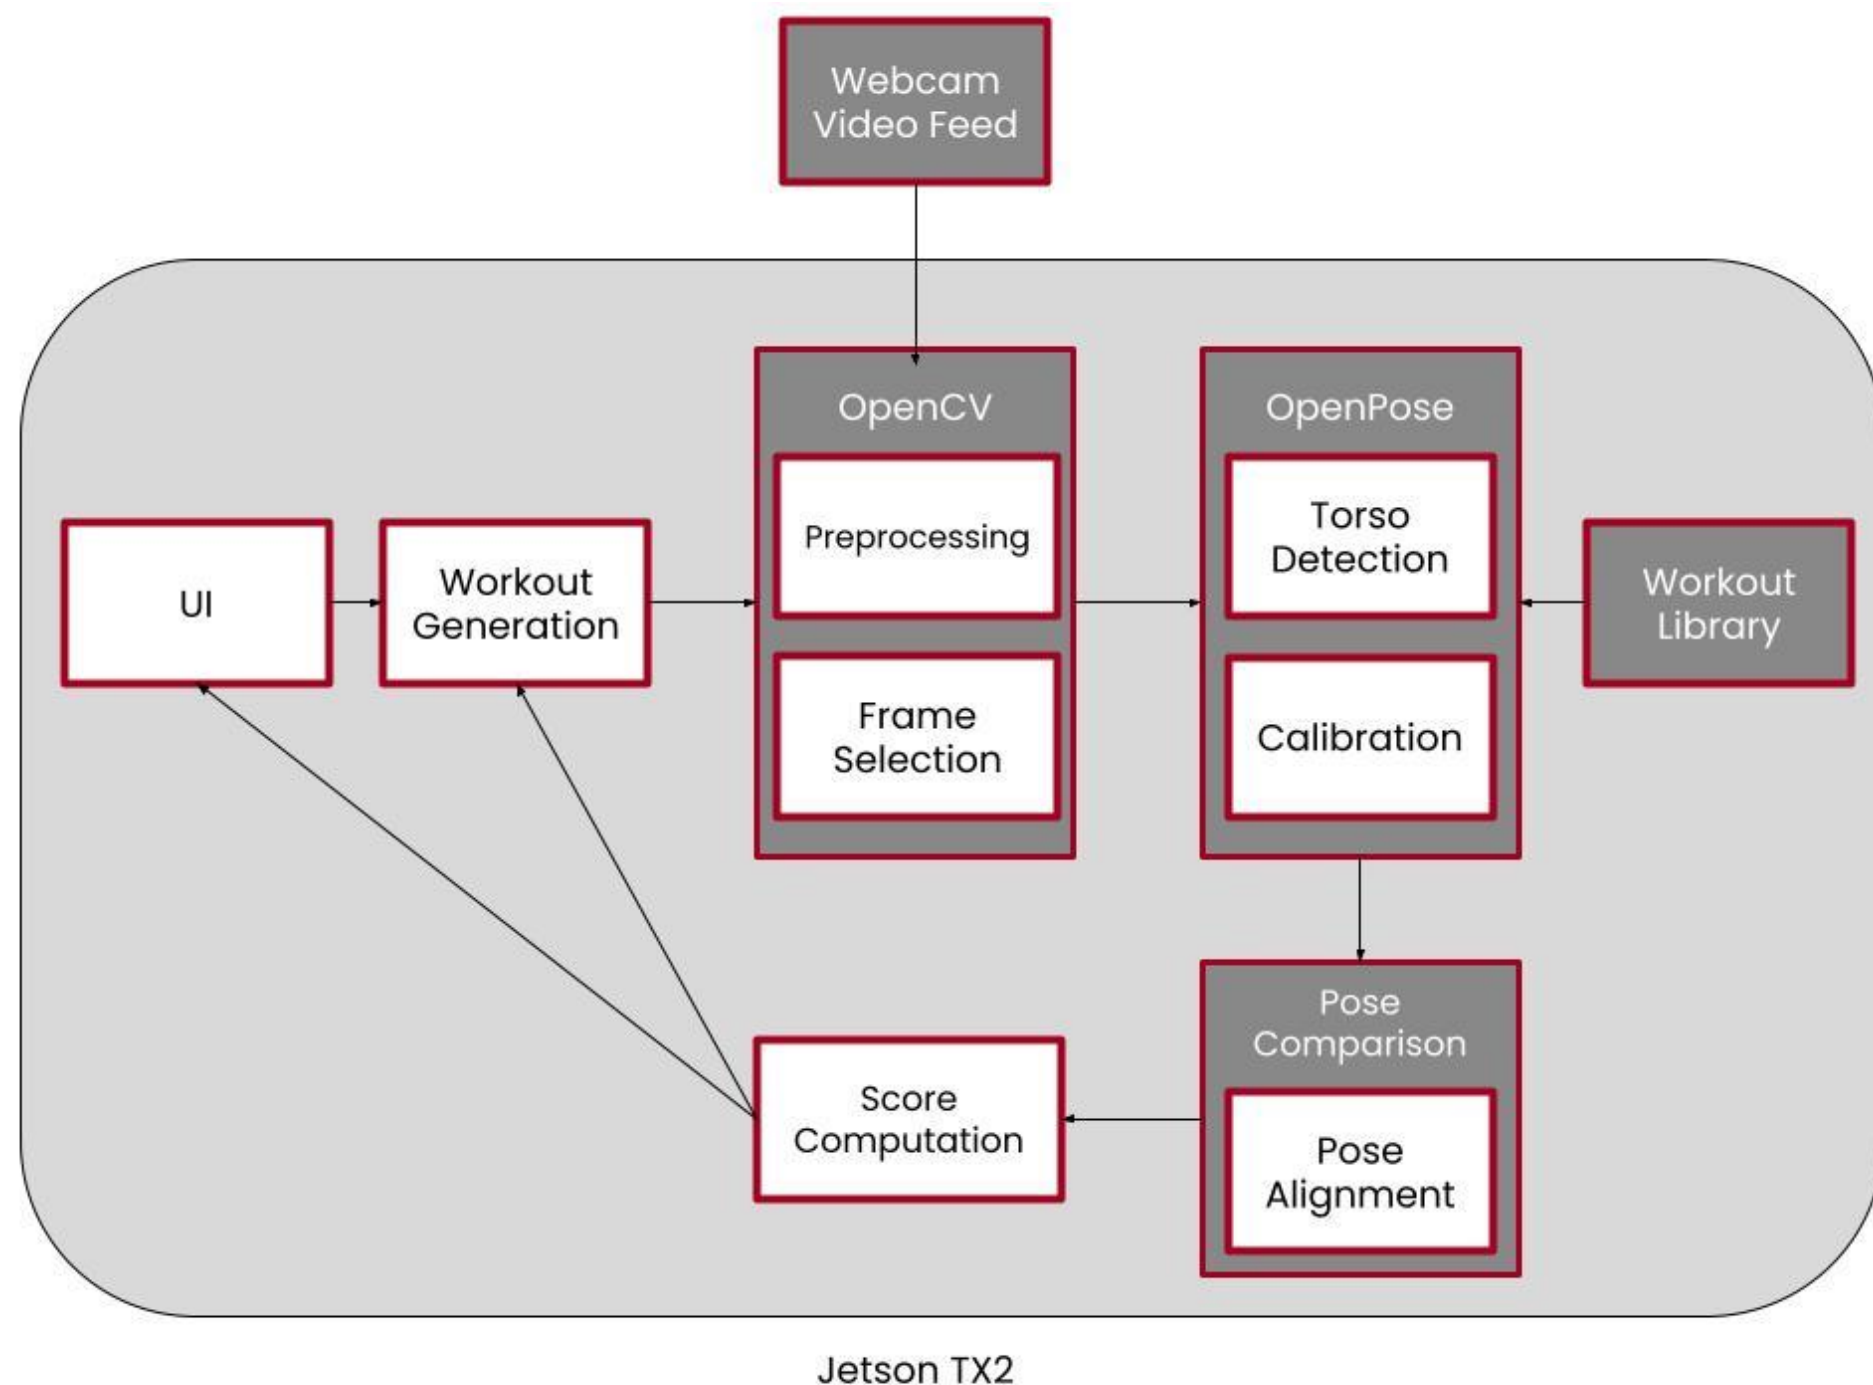 Webcam
Video Feed
OpenCV
OpenPose
Preprocessing
Torso
Detection
UI
Workout
Generation
Workout
Library
Frame
Selection
Calibration
Pose
Comparison
Score
Computation
Pose
Alignment
Jetson TX2